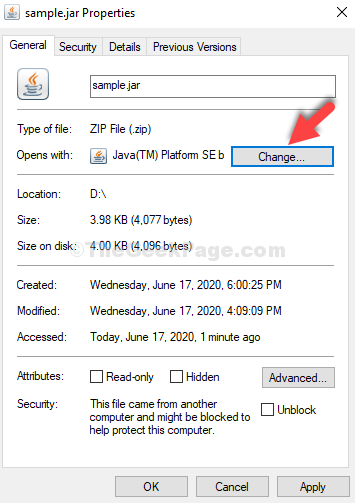 sample.jar Properties
General Security Details Previous Versions
sample.jar
Type of file: ZIP File (.zip)
Opens with: Java(TM) Platform SE b Change...
Location: D:\
Size: 3.98 KB (4,077 bytes)
Size on disk: 4.00 KB (4,096 bytes)
©TheGeekPage.com
Created: Wednesday, June 17, 2020, 6:00:25 PM
Modified: Wednesday, June 17, 2020, 4:09:09 PM
Accessed: Today, June 17, 2020, 1 minute ago
Attributes: Read-only Hidden Advanced...
Security: This file came from another
computer and might be blocked to
help protect this computer.
Unblock
OK Cancel Apply